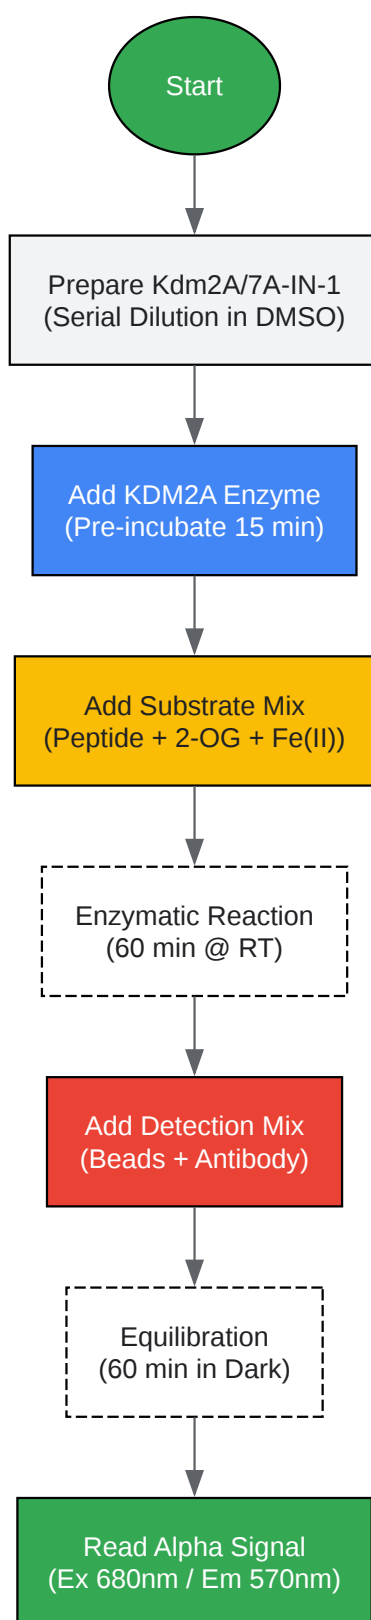 Start
Prepare Kdm2A/7A-IN-1
(Serial Dilution in DMSO)
Add KDM2A Enzyme
(Pre-incubate 15 min)
Add Substrate Mix
(Peptide + 2-OG + Fe(II))
Enzymatic Reaction
(60 min @ RT)
Add Detection Mix
(Beads + Antibody)
Equilibration
(60 min in Dark)
Read Alpha Signal
(Ex 680nm / Em 570nm)